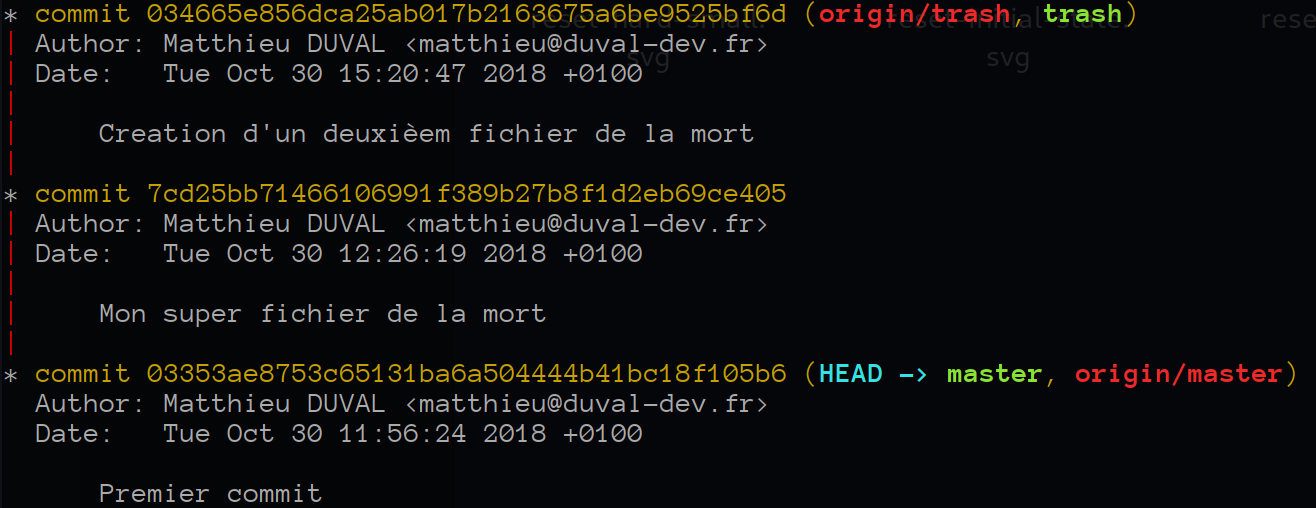 * commit 034665e856dca25ab017b2163675a6be9525bf6d (origin/trash, trash)
| Author: Matthieu DUVAL <matthieu@duval-dev.fr>
| Date:   Tue Oct 30 15:20:47 2018 +0100
|
|     Creation d'un deuxièem fichier de la mort
|
* commit 7cd25bb71466106991f389b27b8f1d2eb69ce405
| Author: Matthieu DUVAL <matthieu@duval-dev.fr>
| Date:   Tue Oct 30 12:26:19 2018 +0100
|
|     Mon super fichier de la mort
|
* commit 03353ae8753c65131ba6a504444b41bc18f105b6 (HEAD -> master, origin/master)
  Author: Matthieu DUVAL <matthieu@duval-dev.fr>
  Date:   Tue Oct 30 11:56:24 2018 +0100

      Premier commit